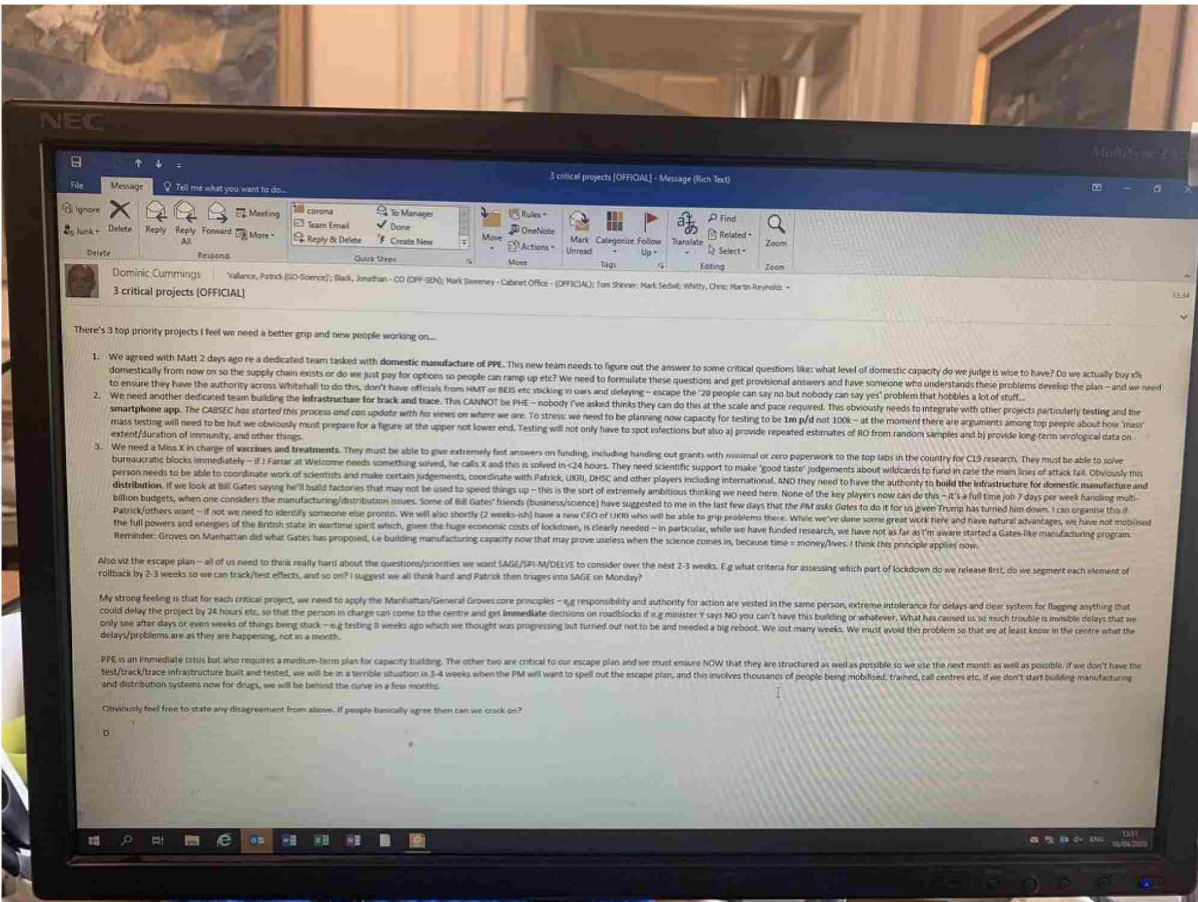 NEC
MultiSync
3 critical projects [OFFICIAL] - Message (Rich Text)
File Message Tell me what you want to do...
Ignore
Junk
Delete
Reply
Reply All
Forward
Meeting
More
corona
Team Email
Reply & Delete
To Manager
Done
Create New
Move
Rules
OneNote
Actions
Mark Unread
Categorize
Follow Up
Translate
Find
Related
Select
Zoom
Delete Respond Quick Steps Move Tags Editing Zoom
Dominic Cummings Vallance, Patrick (GO-Science); Black, Jonathan - CO (OFF-SEN); Mark Sweeney - Cabinet Office - (OFFICIAL); Tom Shinner; Mark Sedwill; Whitty, Chris; Martin Reynolds
3 critical projects [OFFICIAL]
13:34
There's 3 top priority projects I feel we need a better grip and new people working on...
1. We agreed with Matt 2 days ago re a dedicated team tasked with domestic manufacture of PPE. This new team needs to figure out the answer to some critical questions like: what level of domestic capacity do we judge is wise to have? Do we actually buy x%
domestically from now on so the supply chain exists or do we just pay for options so people can ramp up etc? We need to formulate these questions and get provisional answers and have someone who understands these problems develop the plan – and we need
to ensure they have the authority across Whitehall to do this, don't have officials from HMT or BEIS etc sticking in oars and delaying – escape the '20 people can say no but nobody can say yes' problem that hobbles a lot of stuff...
2. We need another dedicated team building the infrastructure for track and trace. This CANNOT be PHE – nobody I've asked thinks they can do this at the scale and pace required. This obviously needs to integrate with other projects particularly testing and the
smartphone app. The CABSEC has started this process and can update with his views on where we are. To stress: we need to be planning now capacity for testing to be 1m p/d not 100k – at the moment there are arguments among top people about how 'mass'
mass testing will need to be but we obviously must prepare for a figure at the upper not lower end. Testing will not only have to spot infections but also a) provide repeated estimates of R0 from random samples and b) provide long-term serological data on
extent/duration of immunity, and other things.
3. We need a Miss X in charge of vaccines and treatments. They must be able to give extremely fast answers on funding, including handing out grants with minimal or zero paperwork to the top labs in the country for C19 research. They must be able to solve
bureaucratic blocks immediately – if J Farrar at Welcome needs something solved, he calls X and this is solved in <24 hours. They need scientific support to make 'good taste' judgements about wildcards to fund in case the main lines of attack fail. Obviously this
person needs to be able to coordinate work of scientists and make certain judgements, coordinate with Patrick, UKRI, DHSC and other players including international. AND they need to have the authority to build the infrastructure for domestic manufacture and
distribution. If we look at Bill Gates saying he'll build factories that may not be used to speed things up – this is the sort of extremely ambitious thinking we need here. None of the key players now can do this – it's a full time job 7 days per week handling multi-
billion budgets, when one considers the manufacturing/distribution issues. Some of Bill Gates' friends (business/science) have suggested to me in the last few days that the PM asks Gates to do it for us given Trump has turned him down. I can organise this if
Patrick/others want – if not we need to identify someone else pronto. We will also shortly (2 weeks-ish) have a new CEO of UKRI who will be able to grip problems there. While we've done some great work here and have natural advantages, we have not mobilised
the full powers and energies of the British state in wartime spirit which, given the huge economic costs of lockdown, is clearly needed – in particular, while we have funded research, we have not as far as I'm aware started a Gates-like manufacturing program.
Reminder: Groves on Manhattan did what Gates has proposed, i.e building manufacturing capacity now that may prove useless when the science comes in, because time = money/lives. I think this principle applies now.
Also viz the escape plan – all of us need to think really hard about the questions/priorities we want SAGE/SPI-M/DELVE to consider over the next 2-3 weeks. E.g what criteria for assessing which part of lockdown do we release first, do we segment each element of
rollback by 2-3 weeks so we can track/test effects, and so on? I suggest we all think hard and Patrick then triages into SAGE on Monday?
My strong feeling is that for each critical project, we need to apply the Manhattan/General Groves core principles – e.g responsibility and authority for action are vested in the same person, extreme intolerance for delays and clear system for flagging anything that
could delay the project by 24 hours etc, so that the person in charge can come to the centre and get immediate decisions on roadblocks if e.g minister Y says NO you can't have this building or whatever. What has caused us so much trouble is invisible delays that we
only see after days or even weeks of things being stuck – e.g testing 8 weeks ago which we thought was progressing but turned out not to be and needed a big reboot. We lost many weeks. We must avoid this problem so that we at least know in the centre what the
delays/problems are as they are happening, not in a month.
PPE is an immediate crisis but also requires a medium-term plan for capacity building. The other two are critical to our escape plan and we must ensure NOW that they are structured as well as possible so we use the next month as well as possible. If we don't have the
test/track/trace infrastructure built and tested, we will be in a terrible situation in 3-4 weeks when the PM will want to spell out the escape plan, and this involves thousands of people being mobilised, trained, call centres etc. If we don't start building manufacturing
and distribution systems now for drugs, we will be behind the curve in a few months.
Obviously feel free to state any disagreement from above. If people basically agree then can we crack on?
D
ENG